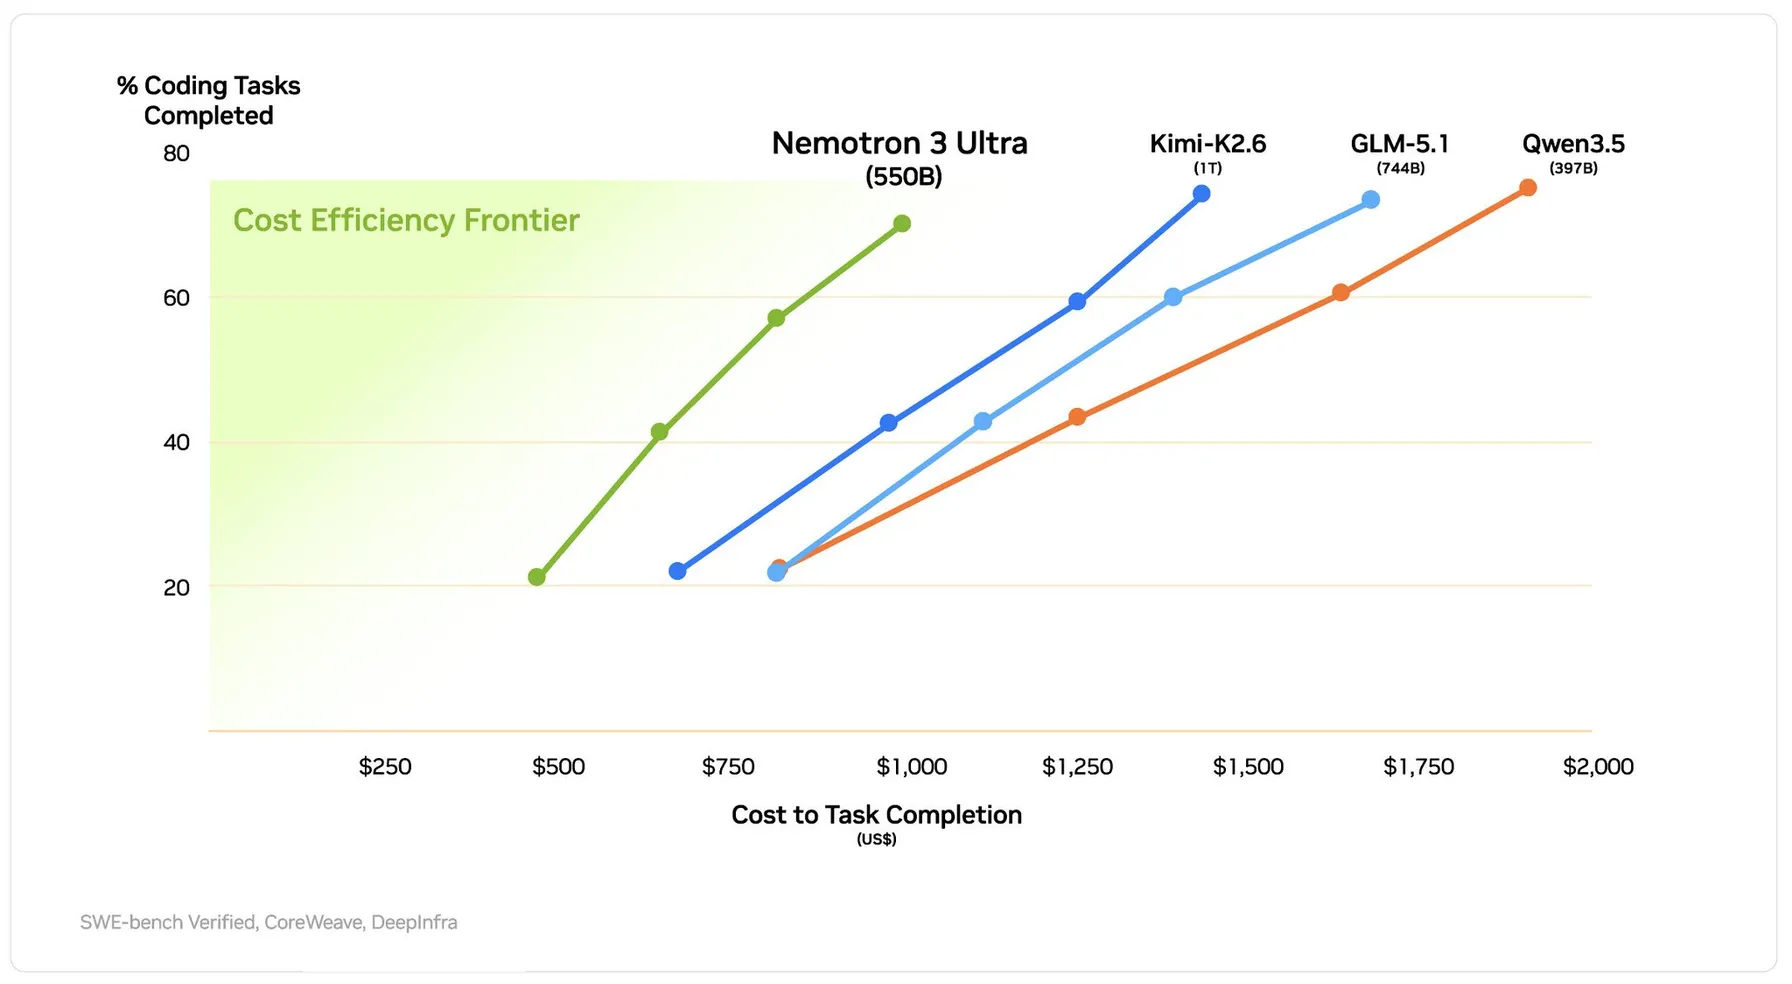 % Coding Tasks
Completed
80
Nemotron 3 Ultra
(550B)
Kimi-K2.6
(1T)
GLM-5.1
(744B)
Qwen3.5
(397B)
Cost Efficiency Frontier
60
40
20
$250
$500
$750
$1,000
$1,250
$1,500
$1,750
$2,000
Cost to Task Completion
(US$)
SWE-bench Verified, CoreWeave, DeepInfra